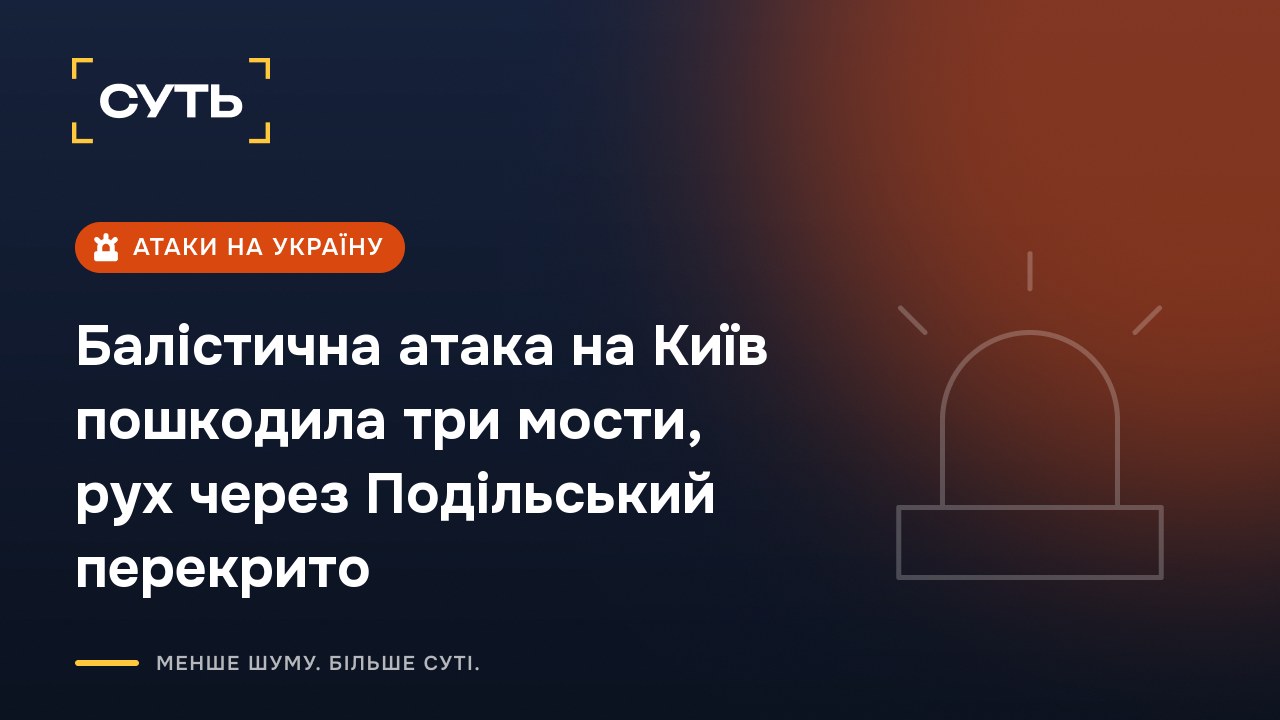 СУТЬ
АТАКИ НА УКРАЇНУ
Балістична атака на Київ
пошкодила три мости,
рух через Подільський
перекрито
МЕНШЕ ШУМУ. БІЛЬШЕ СУТІ.